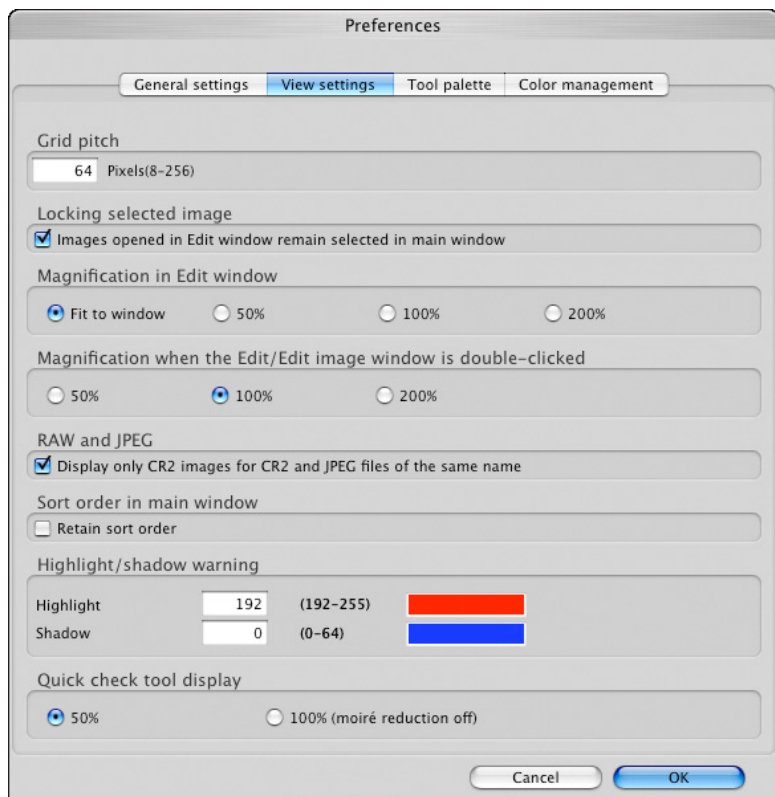 Preferences
General settings View settings Tool palette Color management
Grid pitch
64 Pixels(8-256)
Locking selected image
Images opened in Edit window remain selected in main window
Magnification in Edit window
Fit to window 50% 100% 200%
Magnification when the Edit/Edit image window is double-clicked
50% 100% 200%
RAW and JPEG
Display only CR2 images for CR2 and JPEG files of the same name
Sort order in main window
Retain sort order
Highlight/shadow warning
Highlight 192 (192-255)
Shadow 0 (0-64)
Quick check tool display
50% 100% (moiré reduction off)
Cancel OK